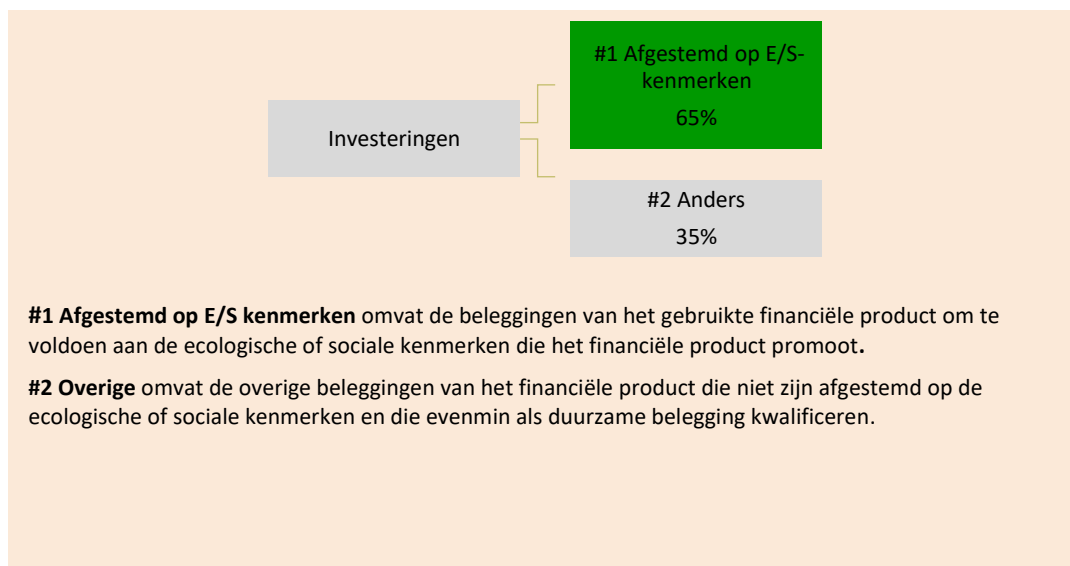 #1 Afgestemd op E/S-
kenmerken
65%
Investeringen
#2 Anders
35%
#1 Afgestemd op E/S kenmerken omvat de beleggingen van het gebruikte financiële product om te
voldoen aan de ecologische of sociale kenmerken die het financiële product promoot.
#2 Overige omvat de overige beleggingen van het financiële product die niet zijn afgestemd op de
ecologische of sociale kenmerken en die evenmin als duurzame belegging kwalificeren.